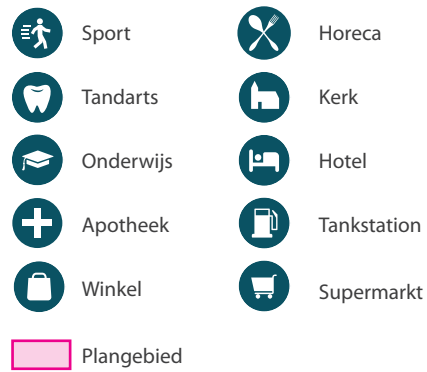 Sport
Tandarts
Onderwijs
Apotheek
Winkel
Plangebied
Horeca
Kerk
Hotel
Tankstation
Supermarkt